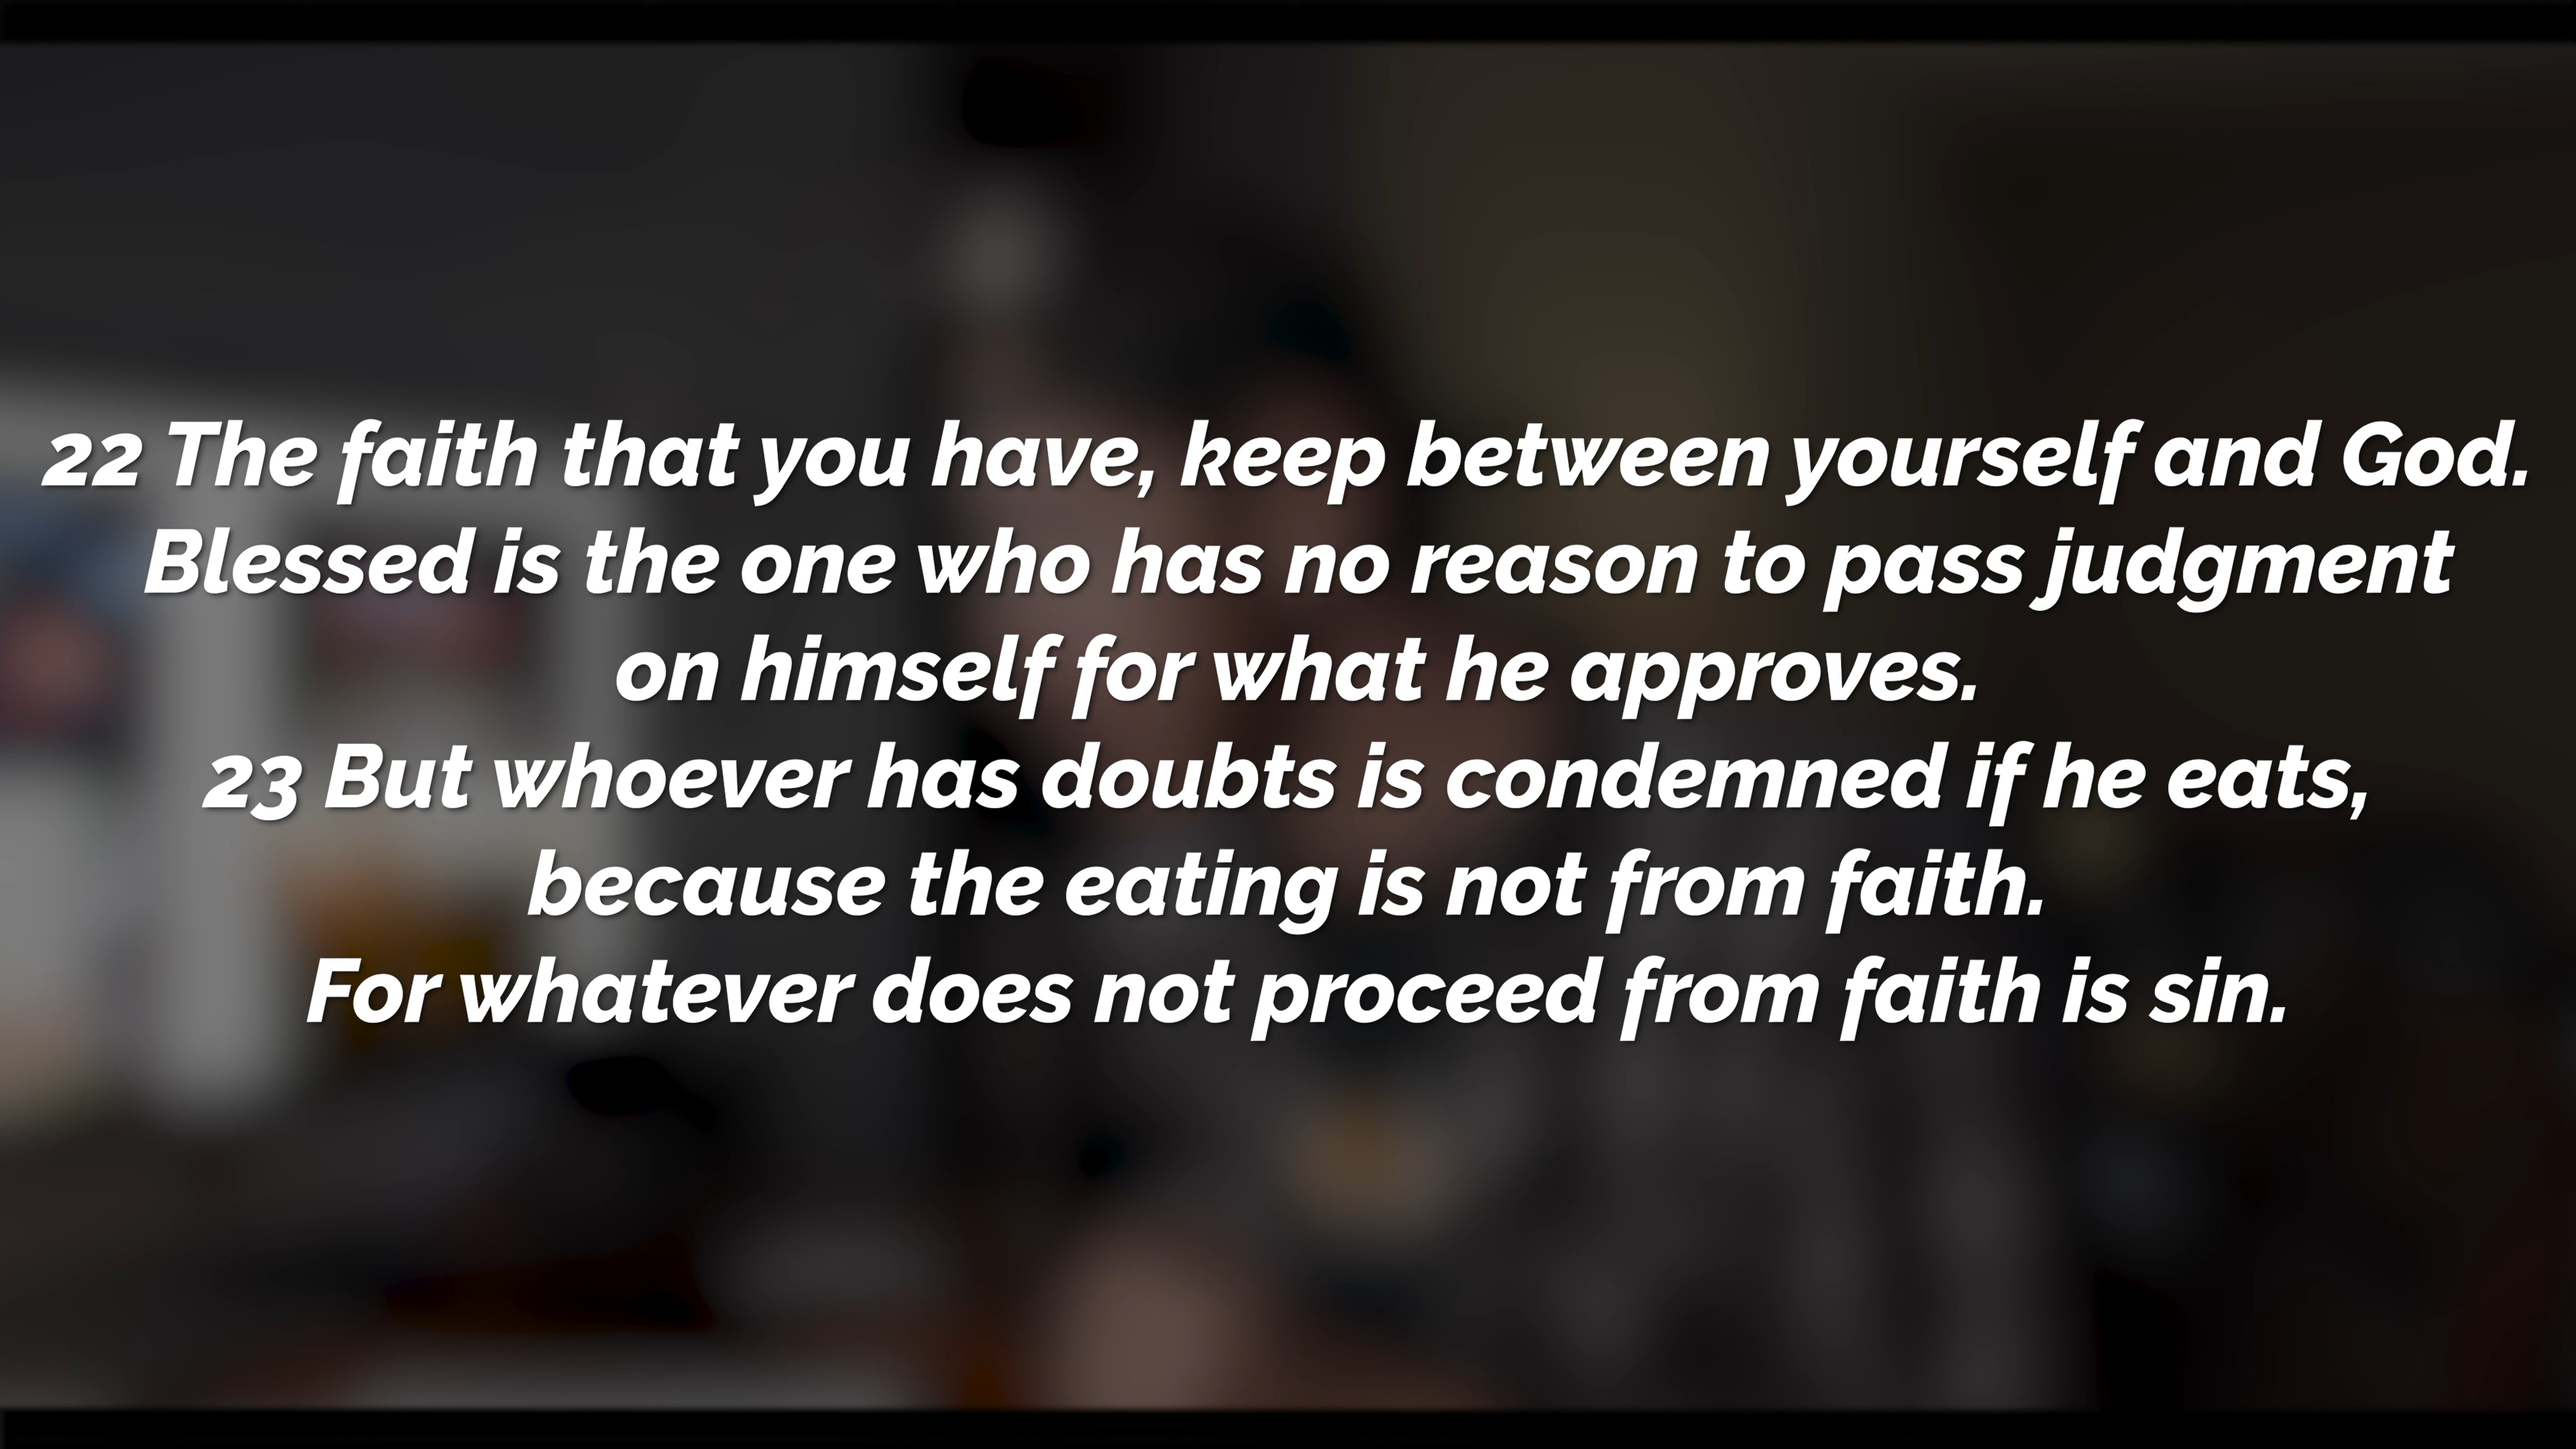 22 The faith that you have, keep between yourself and God.
Blessed is the one who has no reason to pass judgment
on himself for what he approves.
23 But whoever has doubts is condemned if he eats,
because the eating is not from faith.
For whatever does not proceed from faith is sin.